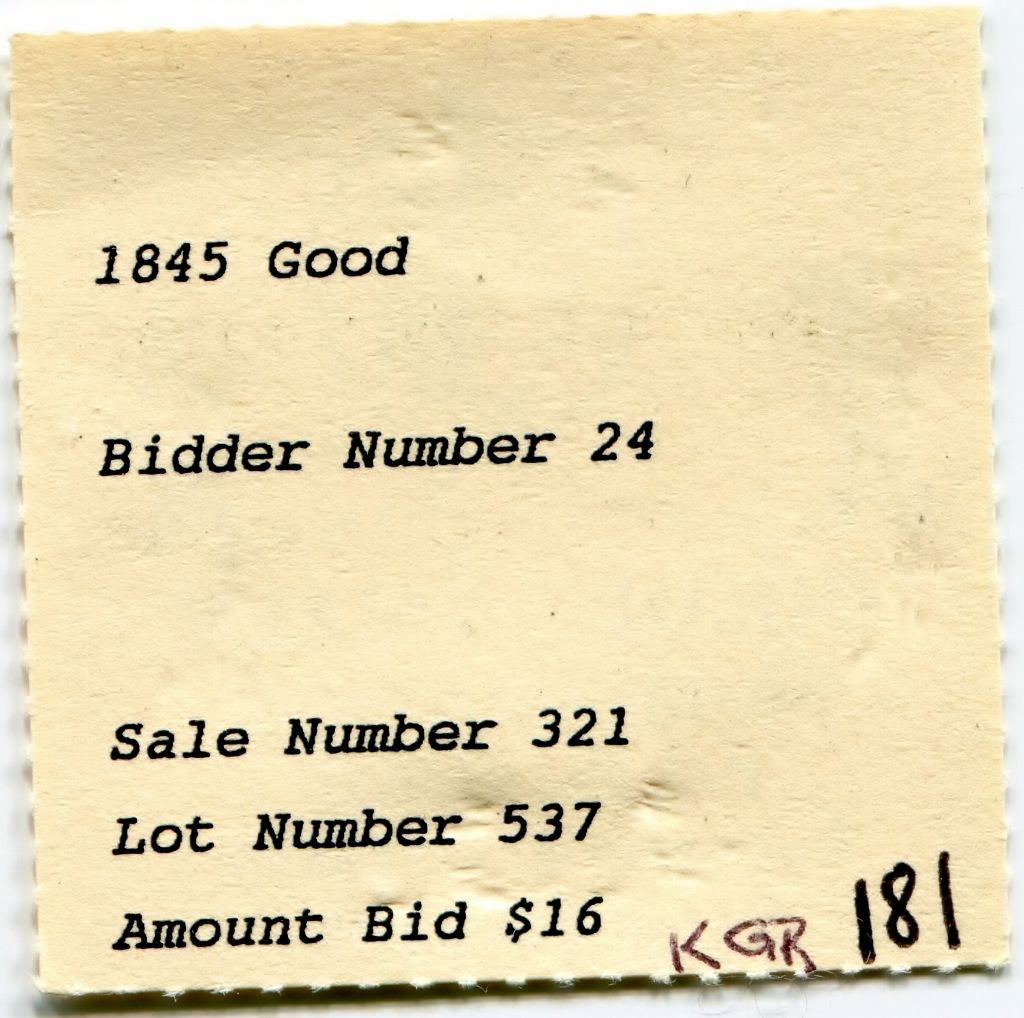 1845 Good
Bidder Number 24
Sale Number 321
Lot Number 537
Amount Bid $16
KGR 181